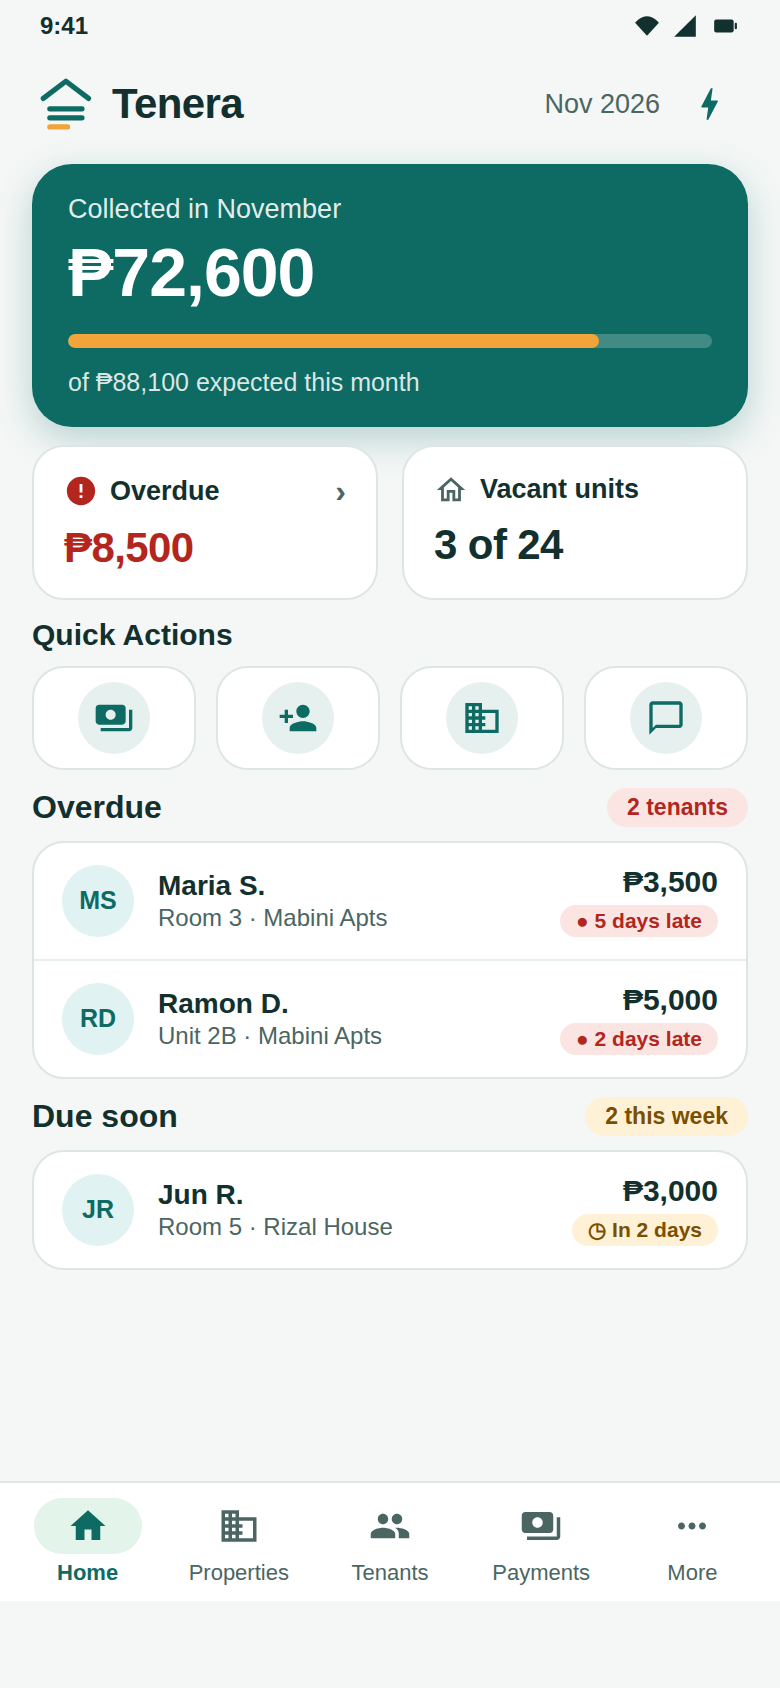 9:41
Tenera
Nov 2026
Collected in November
₱72,600
of ₱88,100 expected this month
Overdue ›
₱8,500
Vacant units
3 of 24
Quick Actions
Overdue
2 tenants
MS
Maria S.
Room 3 · Mabini Apts
₱3,500
● 5 days late
RD
Ramon D.
Unit 2B · Mabini Apts
₱5,000
● 2 days late
Due soon
2 this week
JR
Jun R.
Room 5 · Rizal House
₱3,000
◷ In 2 days
Home
Properties
Tenants
Payments
More